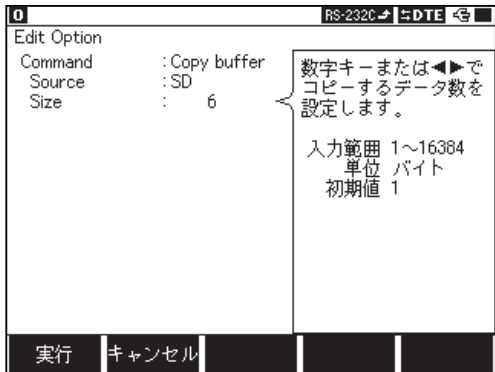 0 RS-232C DTE
Edit Option
Command :Copy buffer
Source :SD
Size : 6
数字キーまたは◀▶で
コピーするデータ数を
設定します。
入力範囲 1～16384
単位 バイト
初期値 1
実行 キャンセル